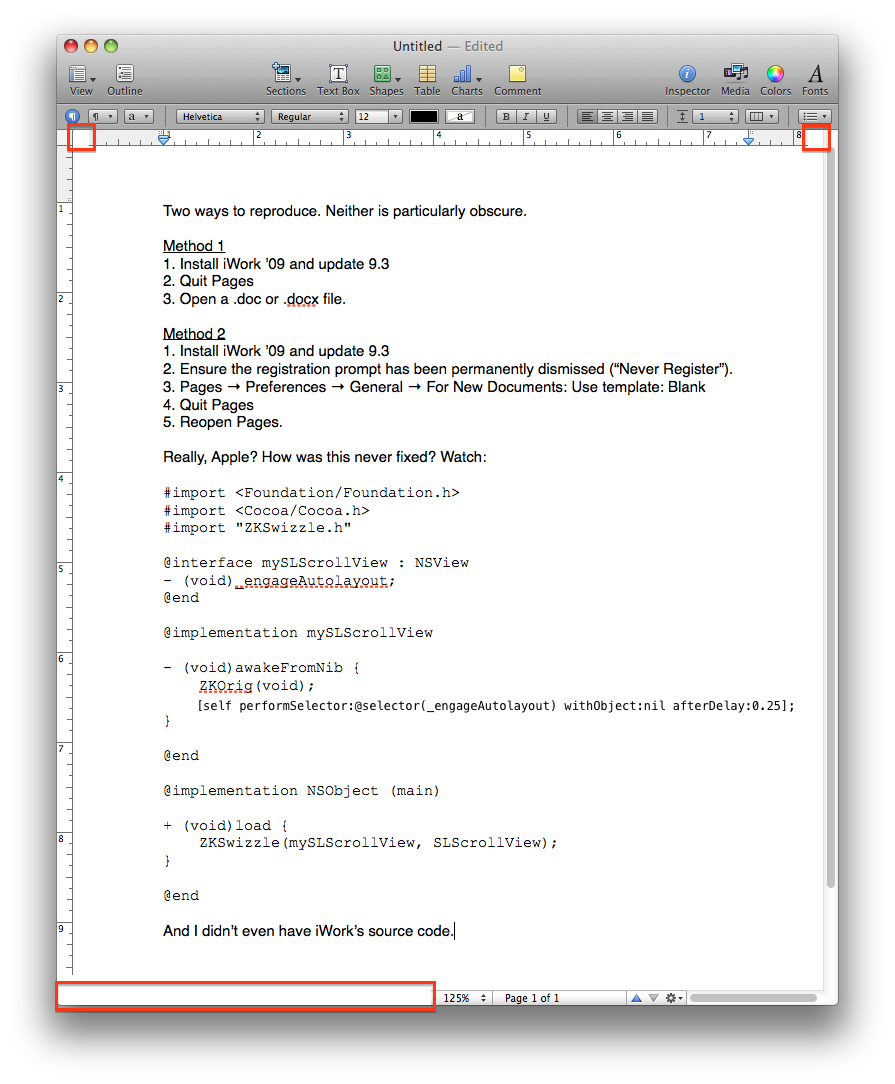 Untitled — Edited
View Outline Sections Text Box Shapes Table Charts Comment Inspector Media Colors Fonts
¶ ¶ a Helvetica Regular 12 a B I U 1
1 2 3 4 5 6 7 8
1
Two ways to reproduce. Neither is particularly obscure.
Method 1
1. Install iWork ’09 and update 9.3
2. Quit Pages
2
3. Open a .doc or .docx file.
Method 2
1. Install iWork ’09 and update 9.3
2. Ensure the registration prompt has been permanently dismissed (“Never Register”).
3
3. Pages → Preferences → General → For New Documents: Use template: Blank
4. Quit Pages
5. Reopen Pages.
Really, Apple? How was this never fixed? Watch:
4
#import <Foundation/Foundation.h>
#import <Cocoa/Cocoa.h>
#import "ZKSwizzle.h"
@interface mySLScrollView : NSView
5
- (void)_engageAutolayout;
@end
@implementation mySLScrollView
6
- (void)awakeFromNib {
ZKOrig(void);
[self performSelector:@selector(_engageAutolayout) withObject:nil afterDelay:0.25];
}
7
@end
@implementation NSObject (main)
+ (void)load {
8
ZKSwizzle(mySLScrollView, SLScrollView);
}
@end
9
And I didn’t even have iWork’s source code.
125% Page 1 of 1